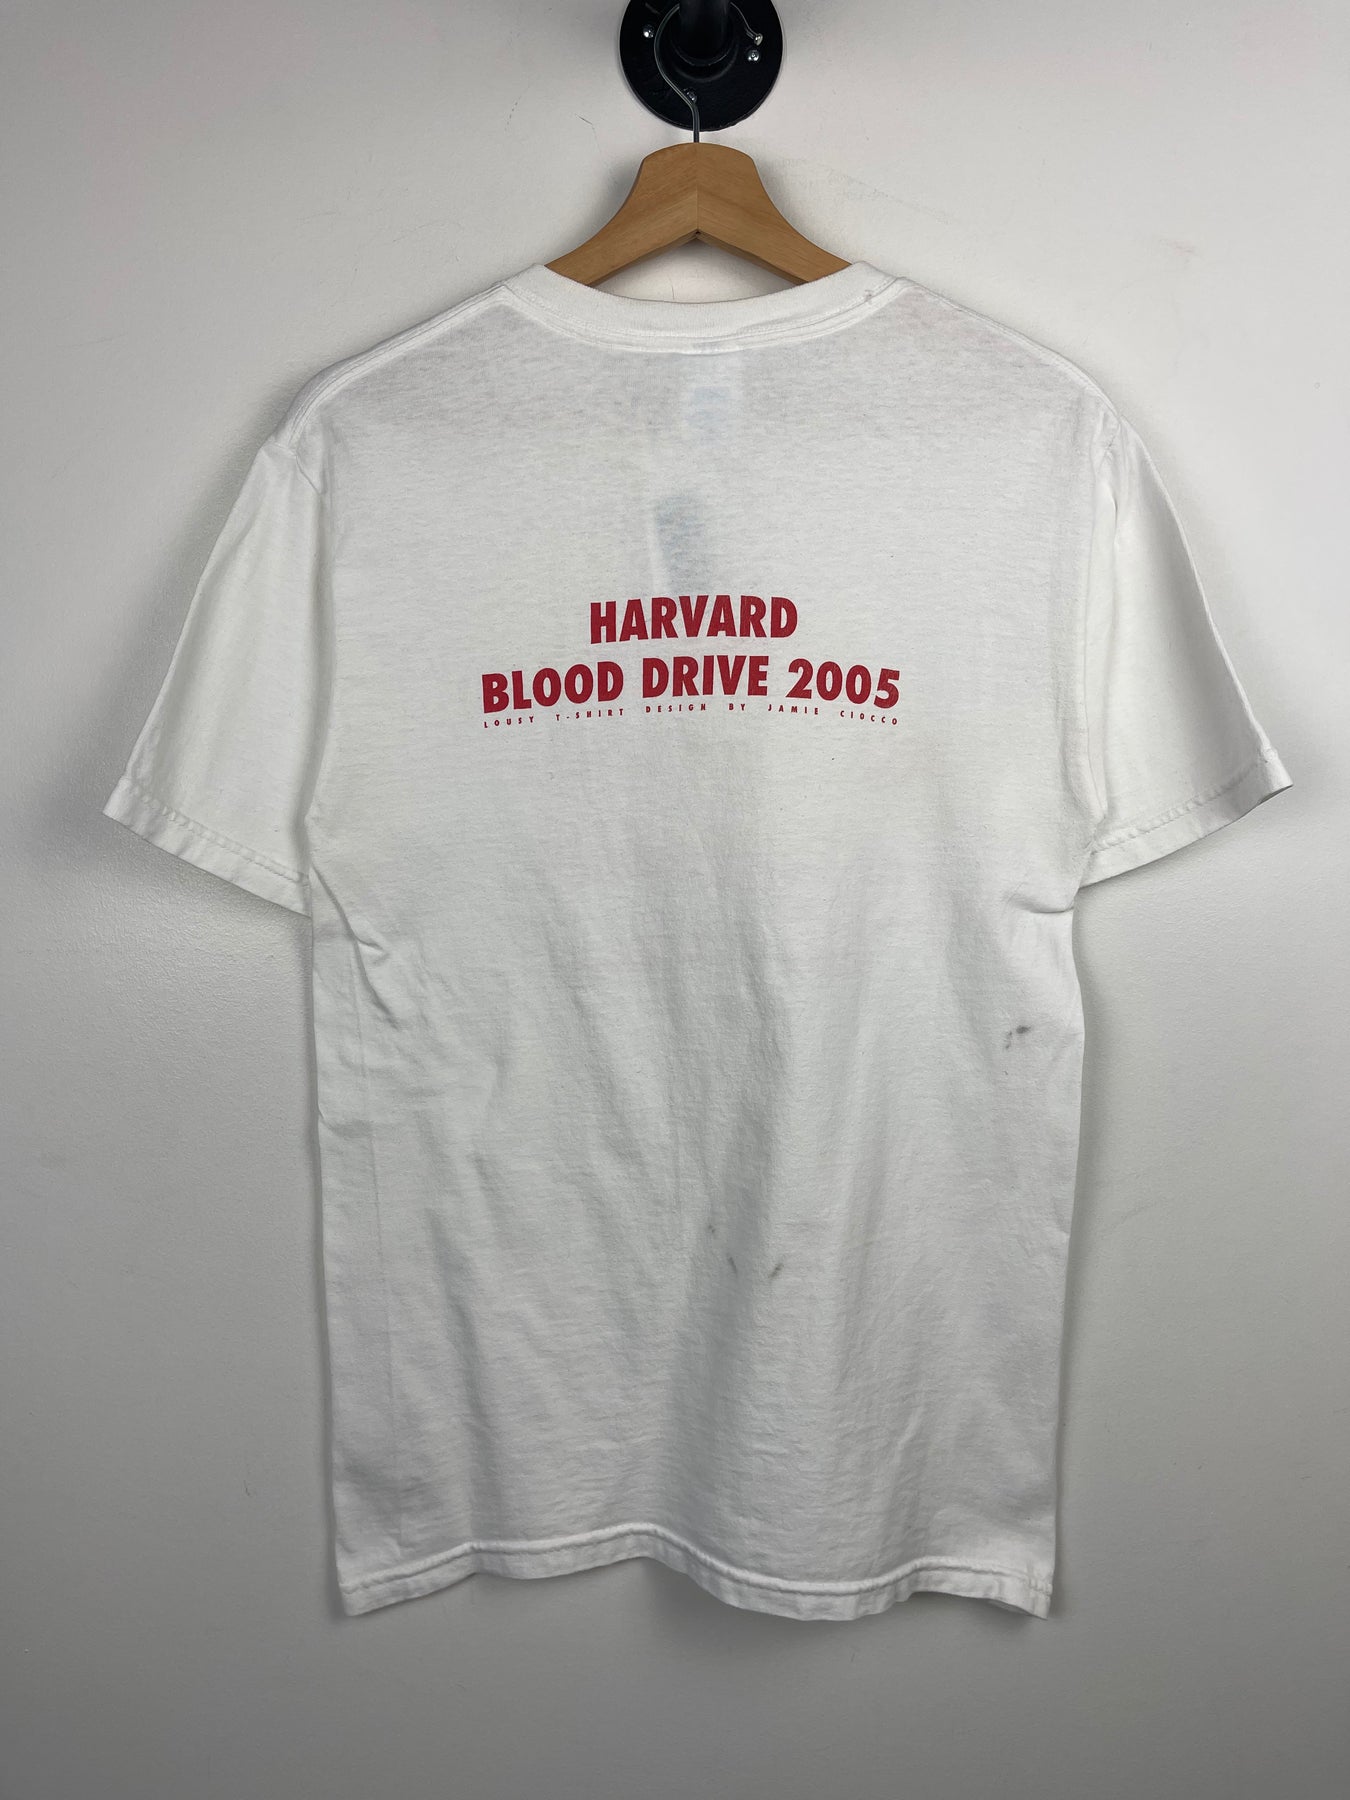 HARVARD
BLOOD DRIVE 2005
LOUSY T-SHIRT DESIGN BY JAMIE CIOCCO